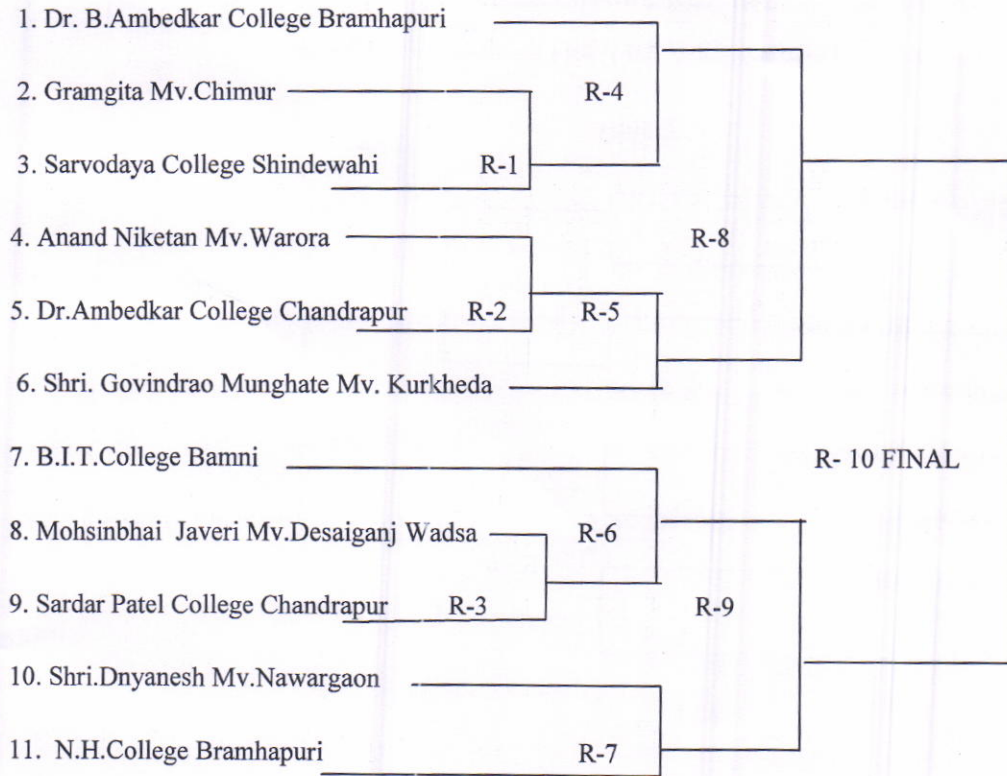 1. Dr. B.Ambedkar College Bramhapuri
2. Gramgita Mv.Chimur
R-4
3. Sarvodaya College Shindewahi
R-1
4. Anand Niketan Mv.Warora
R-8
5. Dr.Ambedkar College Chandrapur
R-2
R-5
6. Shri. Govindrao Munghate Mv. Kurkheda
7. B.I.T.College Bamni
R- 10 FINAL
8. Mohsinbhai Javeri Mv.Desaiganj Wadsa
R-6
9. Sardar Patel College Chandrapur
R-3
R-9
10. Shri.Dnyanesh Mv.Nawargaon
11. N.H.College Bramhapuri
R-7